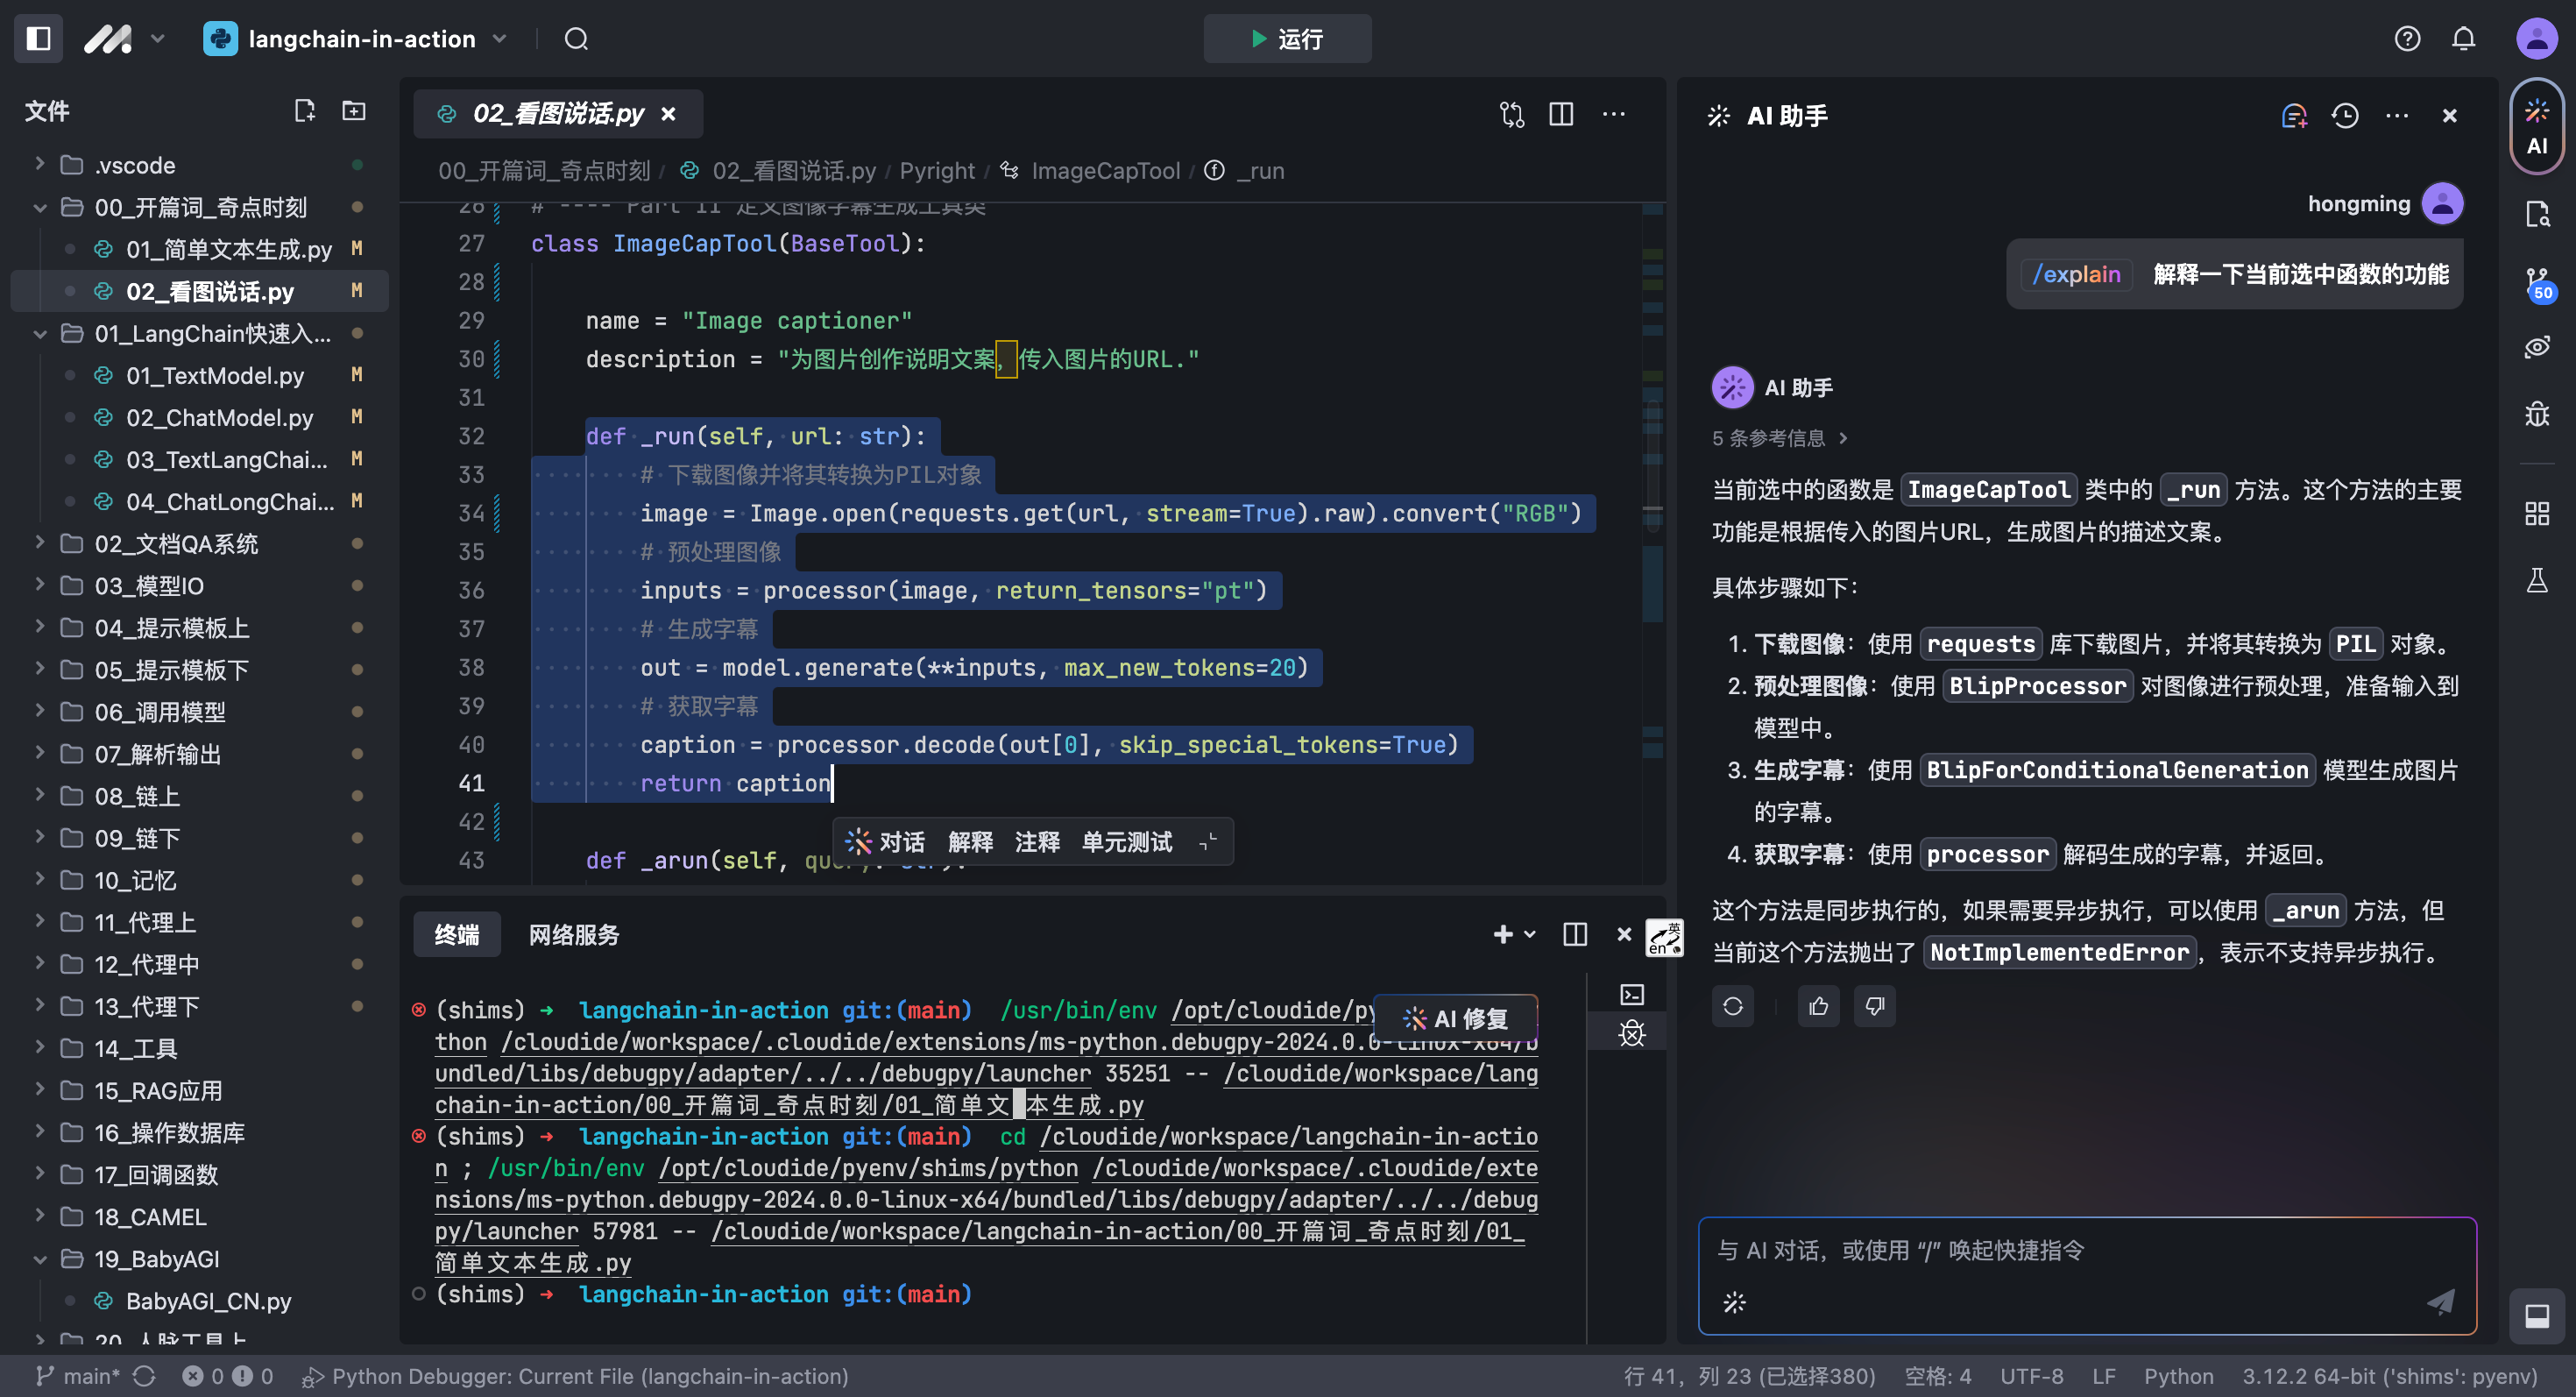 langchain-in-action
运行
文件
.vscode
00_开篇词_奇点时刻
01_简单文本生成.py M
02_看图说话.py M
01_LangChain快速入...
01_TextModel.py M
02_ChatModel.py M
03_TextLangChai... M
04_ChatLongChai... M
02_文档QA系统
03_模型IO
04_提示模板上
05_提示模板下
06_调用模型
07_解析输出
08_链上
09_链下
10_记忆
11_代理上
12_代理中
13_代理下
14_工具
15_RAG应用
16_操作数据库
17_回调函数
18_CAMEL
19_BabyAGI
BabyAGI_CN.py
20_人脉工具上
02_看图说话.py
00_开篇词_奇点时刻 / 02_看图说话.py / Pyright / ImageCapTool / _run
26 # ---- Part II 定义图像字幕生成工具类
27 class ImageCapTool(BaseTool):
28
29 name = "Image captioner"
30 description = "为图片创作说明文案，传入图片的URL."
31
32 def _run(self, url: str):
33 # 下载图像并将其转换为PIL对象
34 image = Image.open(requests.get(url, stream=True).raw).convert("RGB")
35 # 预处理图像
36 inputs = processor(image, return_tensors="pt")
37 # 生成字幕
38 out = model.generate(**inputs, max_new_tokens=20)
39 # 获取字幕
40 caption = processor.decode(out[0], skip_special_tokens=True)
41 return caption
42
对话 解释 注释 单元测试
43 def _arun(self, query: str):
终端 网络服务
英
en
(shims) ➜ langchain-in-action git:(main) /usr/bin/env /opt/cloudide/py
AI 修复
thon /cloudide/workspace/.cloudide/extensions/ms-python.debugpy-2024.0.0-linux-x64/b
undled/libs/debugpy/adapter/../../debugpy/launcher 35251 -- /cloudide/workspace/lang
chain-in-action/00_开篇词_奇点时刻/01_简单文本生成.py
(shims) ➜ langchain-in-action git:(main) cd /cloudide/workspace/langchain-in-actio
n ; /usr/bin/env /opt/cloudide/pyenv/shims/python /cloudide/workspace/.cloudide/exte
nsions/ms-python.debugpy-2024.0.0-linux-x64/bundled/libs/debugpy/adapter/../../debug
py/launcher 57981 -- /cloudide/workspace/langchain-in-action/00_开篇词_奇点时刻/01_
简单文本生成.py
(shims) ➜ langchain-in-action git:(main)
AI 助手
hongming
/explain 解释一下当前选中函数的功能
AI 助手
5 条参考信息
当前选中的函数是 ImageCapTool 类中的 _run 方法。这个方法的主要
功能是根据传入的图片URL，生成图片的描述文案。
具体步骤如下：
1. 下载图像：使用 requests 库下载图片，并将其转换为 PIL 对象。
2. 预处理图像：使用 BlipProcessor 对图像进行预处理，准备输入到
模型中。
3. 生成字幕：使用 BlipForConditionalGeneration 模型生成图片
的字幕。
4. 获取字幕：使用 processor 解码生成的字幕，并返回。
这个方法是同步执行的，如果需要异步执行，可以使用 _arun 方法，但
当前这个方法抛出了 NotImplementedError，表示不支持异步执行。
与 AI 对话，或使用 “/” 唤起快捷指令
AI
50
main* 0 0 Python Debugger: Current File (langchain-in-action)
行 41，列 23 (已选择380) 空格: 4 UTF-8 LF Python 3.12.2 64-bit ('shims': pyenv)